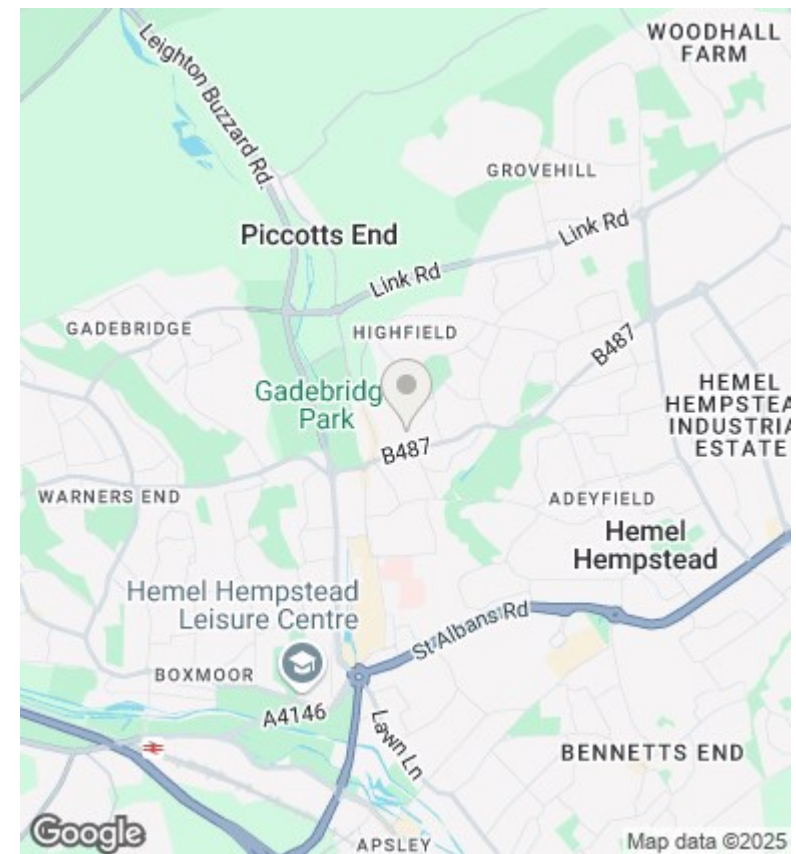 WOODHALL
FARM
Leighton Buzzard Rd.
GROVEHILL
Piccotts End
Link Rd
Link Rd
GADEBRIDGE
HIGHFIELD
B487
Gadebridg
Park
HEMEL
HEMPSTEA
INDUSTRIA
ESTATE
B487
WARNERS END
ADEYFIELD
Hemel
Hempstead
Hemel Hempstead
Leisure Centre
St Albans Rd
BOXMOOR
A4146
Lawn Ln
BENNETTS END
Google
APSLEY
Map data ©2025